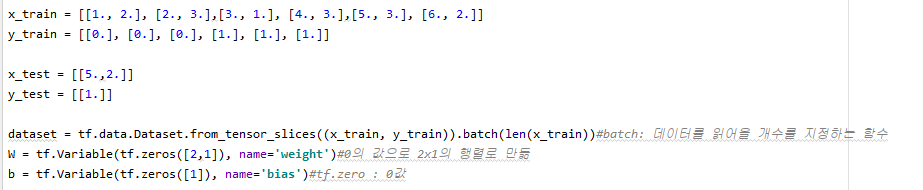 x_train = [[1., 2.], [2., 3.],[3., 1.], [4., 3.],[5., 3.], [6., 2.]]
y_train = [[0.], [0.], [0.], [1.], [1.], [1.]]
x_test = [[5.,2.]]
y_test = [[1.]]
dataset = tf.data.Dataset.from_tensor_slices((x_train, y_train)).batch(len(x_train))#batch: 데이터를 읽어올 개수를 지정하는 함수
W = tf.Variable(tf.zeros([2,1]), name='weight')#0의 값으로 2x1의 행렬로 만듦
b = tf.Variable(tf.zeros([1]), name='bias')#tf.zero : 0값